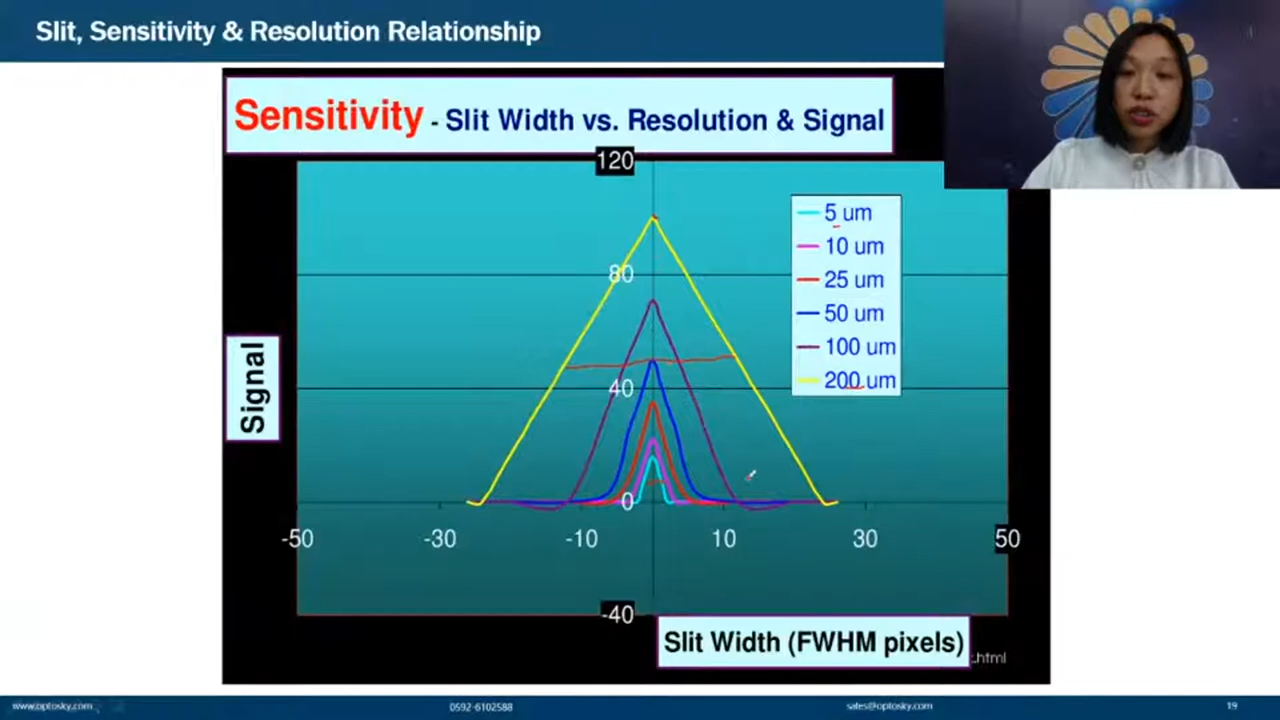 Slit, Sensitivity & Resolution Relationship
Sensitivity - Slit Width vs. Resolution & Signal
120
80
40
0
-40
Signal
5 um
10 um
25 um
50 um
100 um
200 um
-50 -30 -10 10 30 50
Slit Width (FWHM pixels)
.html
www.optosky.com 0592-6102588 sales@optosky.com 19